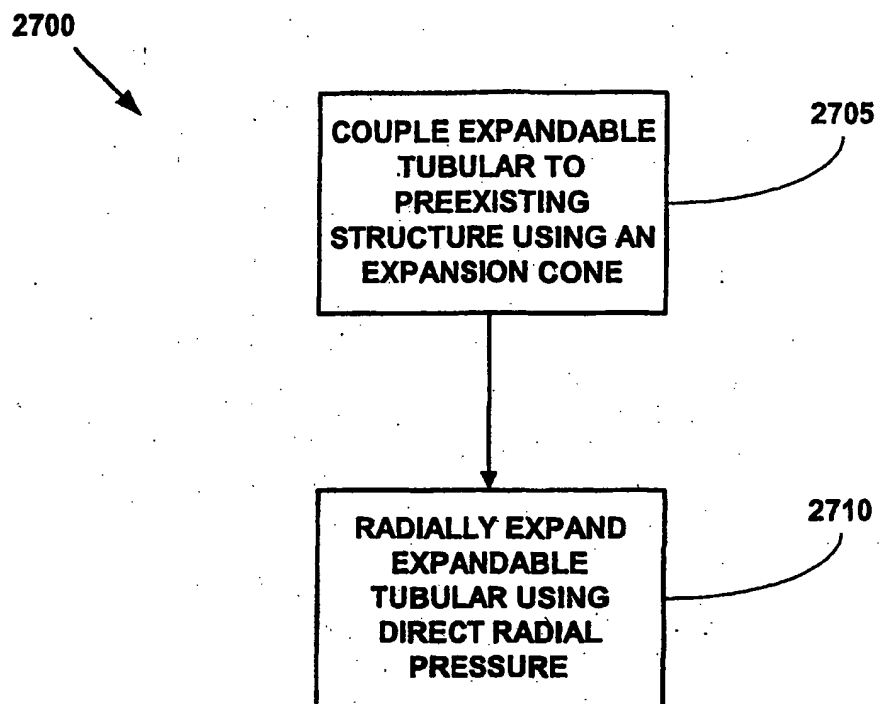 2700
2705
COUPLE EXPANDABLE
TUBULAR TO
PREEXISTING
STRUCTURE USING AN
EXPANSION CONE
2710
RADIALLY EXPAND
EXPANDABLE
TUBULAR USING
DIRECT RADIAL
PRESSURE